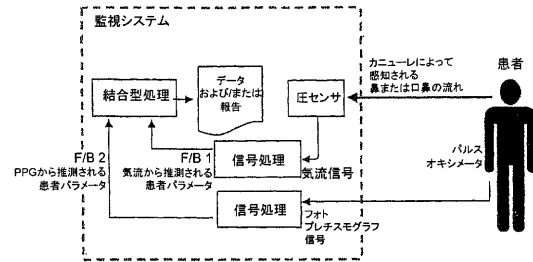 監視システム
結合型処理
データ
および/または
報告
圧センサ
カニューレによって
感知される
鼻または口鼻の流れ
患者
F/B 2
PPGから推測される
患者パラメータ
F/B 1
気流から推測される
患者パラメータ
信号処理
気流信号
パルス
オキシメータ
信号処理
フォト
プレチスモグラフ
信号